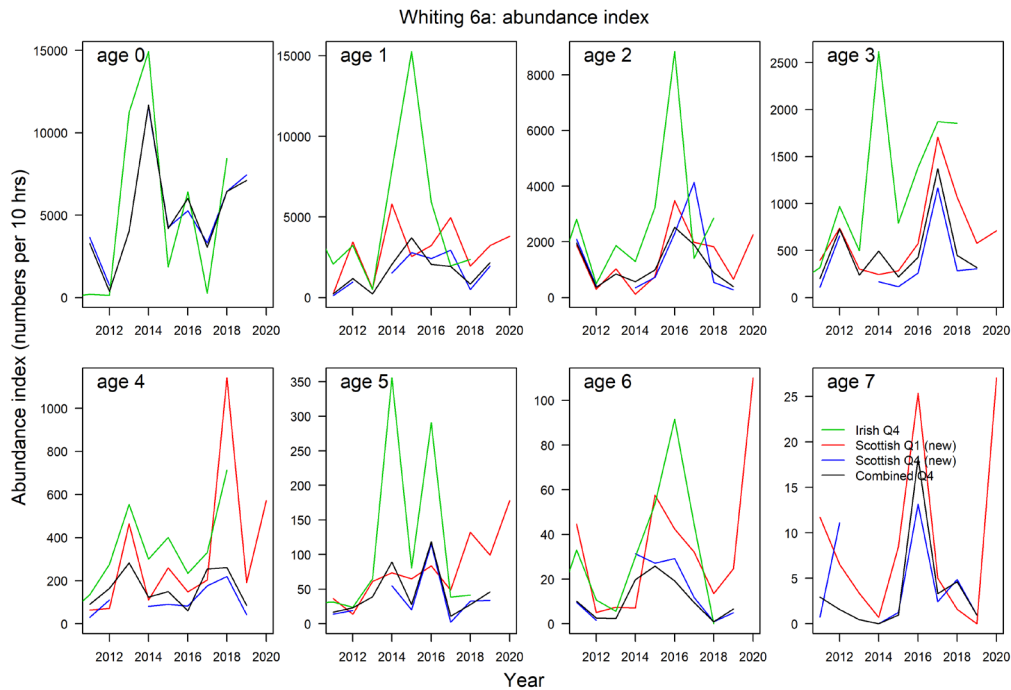 Whiting 6a: abundance index
Abundance index (numbers per 10 hrs)
age 0
15000
10000
5000
0
2012 2014 2016 2018 2020
age 1
15000
10000
5000
0
2012 2014 2016 2018 2020
age 2
8000
6000
4000
2000
0
2012 2014 2016 2018 2020
age 3
2500
2000
1500
1000
500
0
2012 2014 2016 2018 2020
age 4
1000
800
600
400
200
0
2012 2014 2016 2018 2020
age 5
350
300
250
200
150
100
50
0
2012 2014 2016 2018 2020
age 6
100
80
60
40
20
0
2012 2014 2016 2018 2020
age 7
25
20
15
10
5
0
Irish Q4
Scottish Q1 (new)
Scottish Q4 (new)
Combined Q4
2012 2014 2016 2018 2020
Year